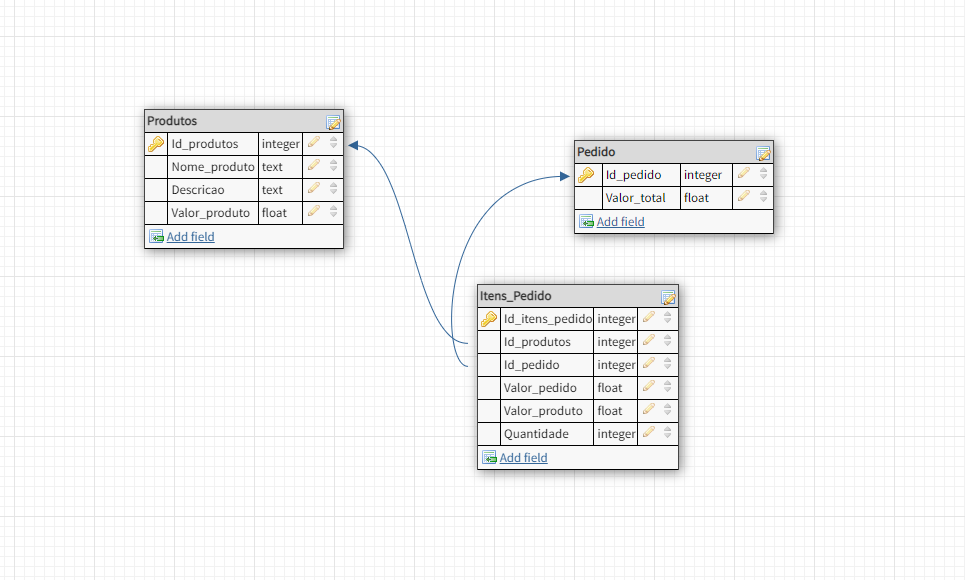 Produtos
Id_produtos integer
Nome_produto text
Descricao text
Valor_produto float
Add field
Pedido
Id_pedido integer
Valor_total float
Add field
Itens_Pedido
Id_itens_pedido integer
Id_produtos integer
Id_pedido integer
Valor_pedido float
Valor_produto float
Quantidade integer
Add field